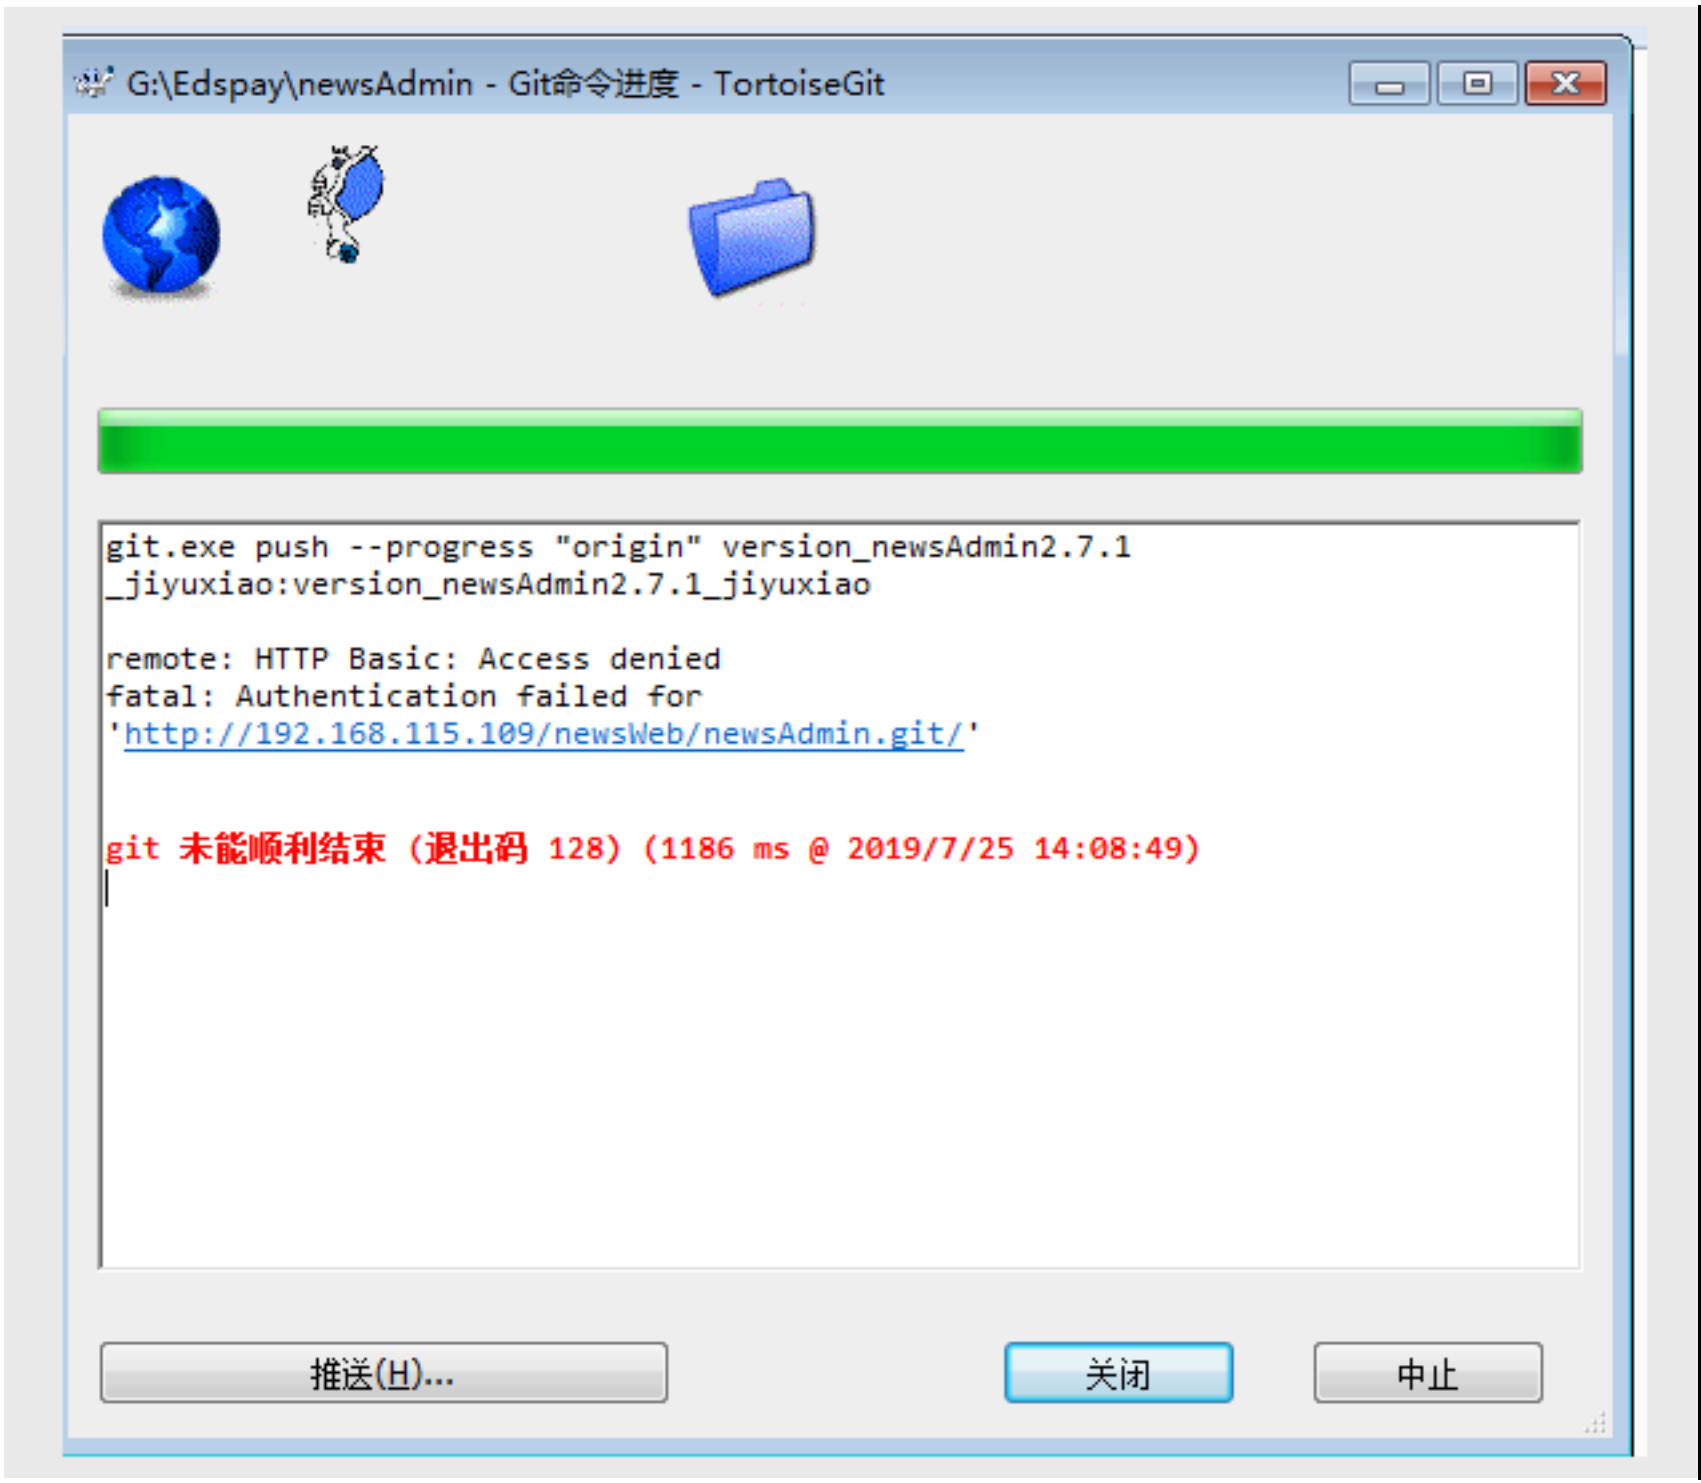 G:\Edspay\newsAdmin - Git命令进度 - TortoiseGit
git.exe push --progress "origin" version_newsAdmin2.7.1
_jiyuxiao:version_newsAdmin2.7.1_jiyuxiao
remote: HTTP Basic: Access denied
fatal: Authentication failed for
'http://192.168.115.109/newsWeb/newsAdmin.git/'
git 未能顺利结束 (退出码 128) (1186 ms @ 2019/7/25 14:08:49)
推送(H)... 关闭 中止